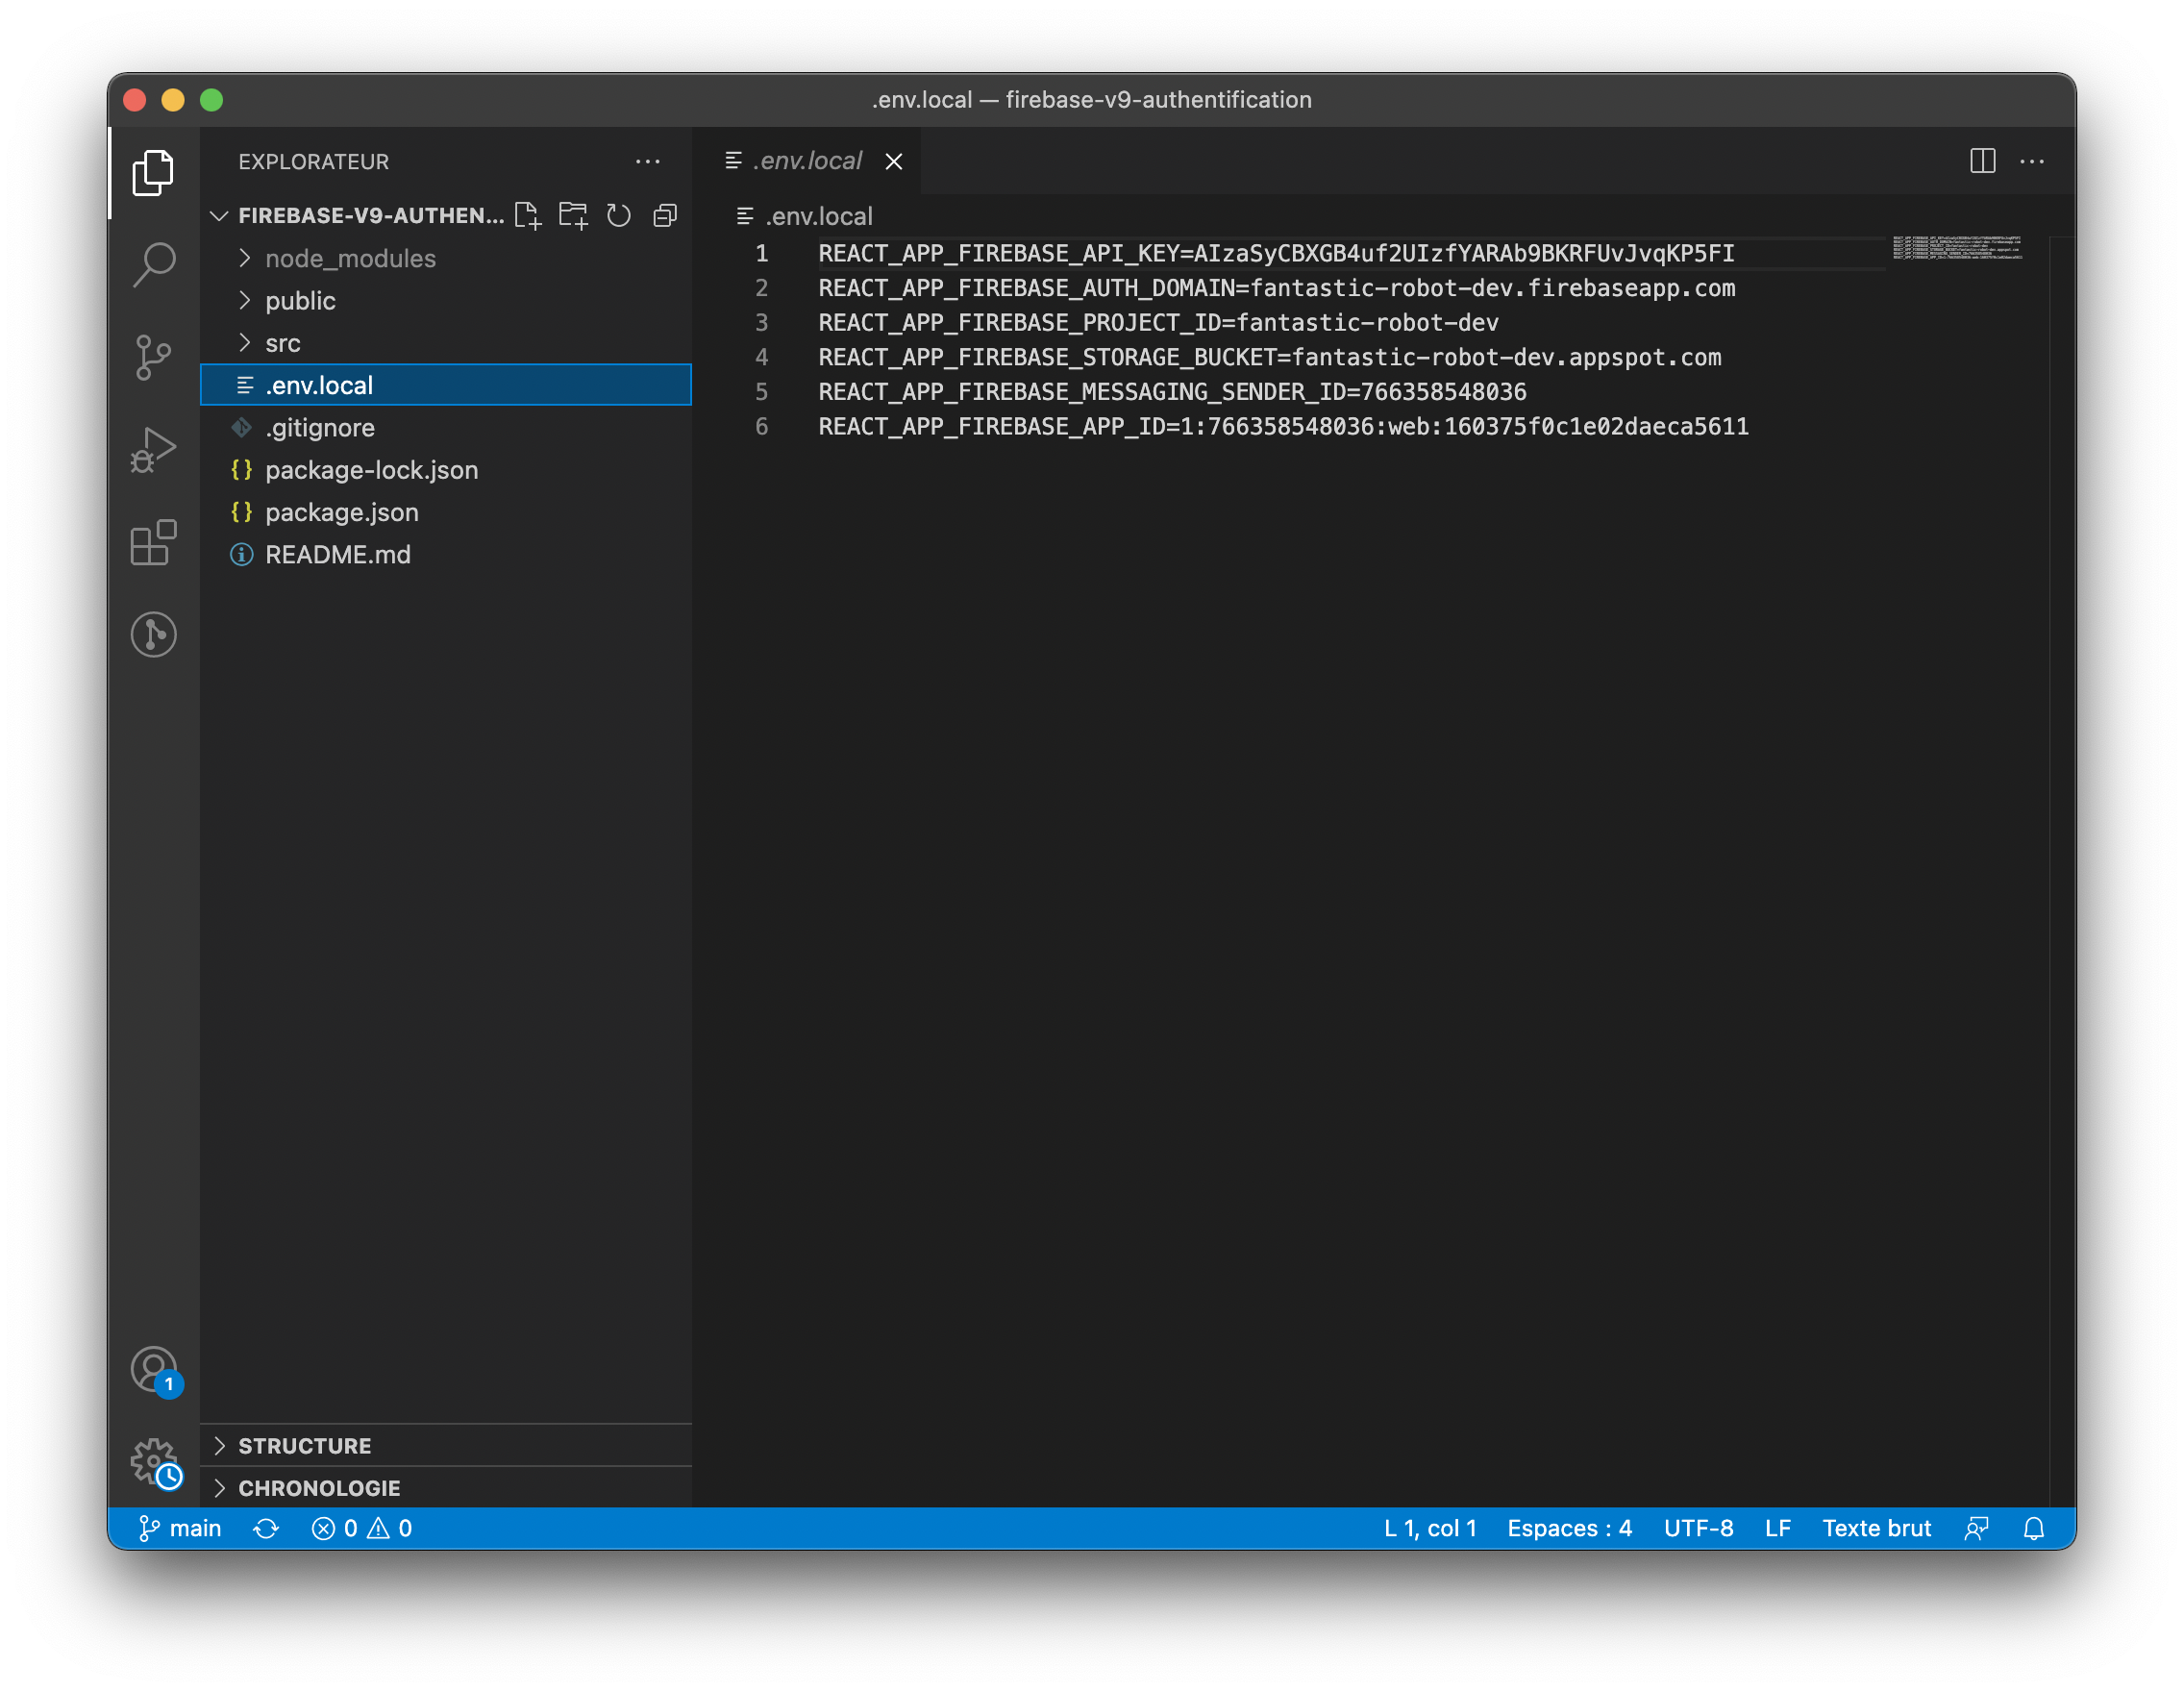 .env.local — firebase-v9-authentification
EXPLORATEUR
FIREBASE-V9-AUTHEN...
node_modules
public
src
.env.local
.gitignore
package-lock.json
package.json
README.md
STRUCTURE
CHRONOLOGIE
.env.local
.env.local
1 REACT_APP_FIREBASE_API_KEY=AIzaSyCBXGB4uf2UIzfYARAb9BKRFUvJvqKP5FI
2 REACT_APP_FIREBASE_AUTH_DOMAIN=fantastic-robot-dev.firebaseapp.com
3 REACT_APP_FIREBASE_PROJECT_ID=fantastic-robot-dev
4 REACT_APP_FIREBASE_STORAGE_BUCKET=fantastic-robot-dev.appspot.com
5 REACT_APP_FIREBASE_MESSAGING_SENDER_ID=766358548036
6 REACT_APP_FIREBASE_APP_ID=1:766358548036:web:160375f0c1e02daeca5611
1
main 0 0 L 1, col 1 Espaces : 4 UTF-8 LF Texte brut